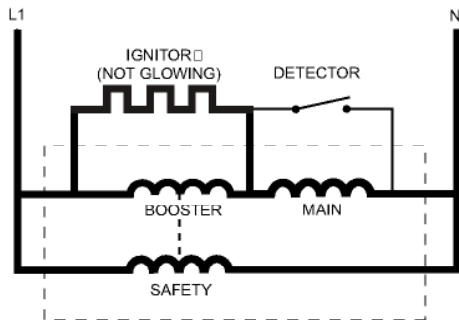 L1
N
IGNITOR□
(NOT GLOWING)
DETECTOR
BOOSTER
MAIN
SAFETY